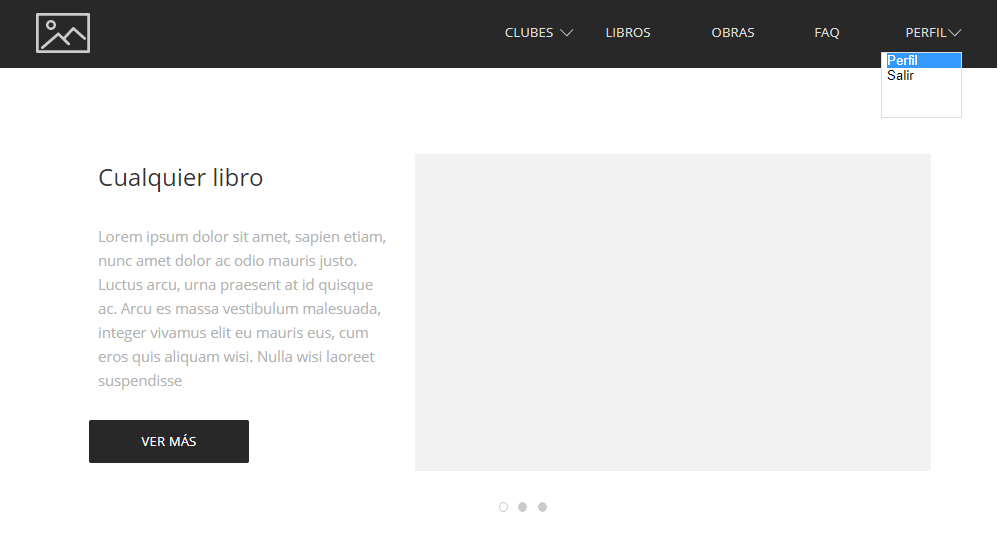 CLUBES LIBROS OBRAS FAQ PERFIL
Perfil
Salir
Cualquier libro
Lorem ipsum dolor sit amet, sapien etiam,
nunc amet dolor ac odio mauris justo.
Luctus arcu, urna praesent at id quisque
ac. Arcu es massa vestibulum malesuada,
integer vivamus elit eu mauris eus, cum
eros quis aliquam wisi. Nulla wisi laoreet
suspendisse
VER MÁS